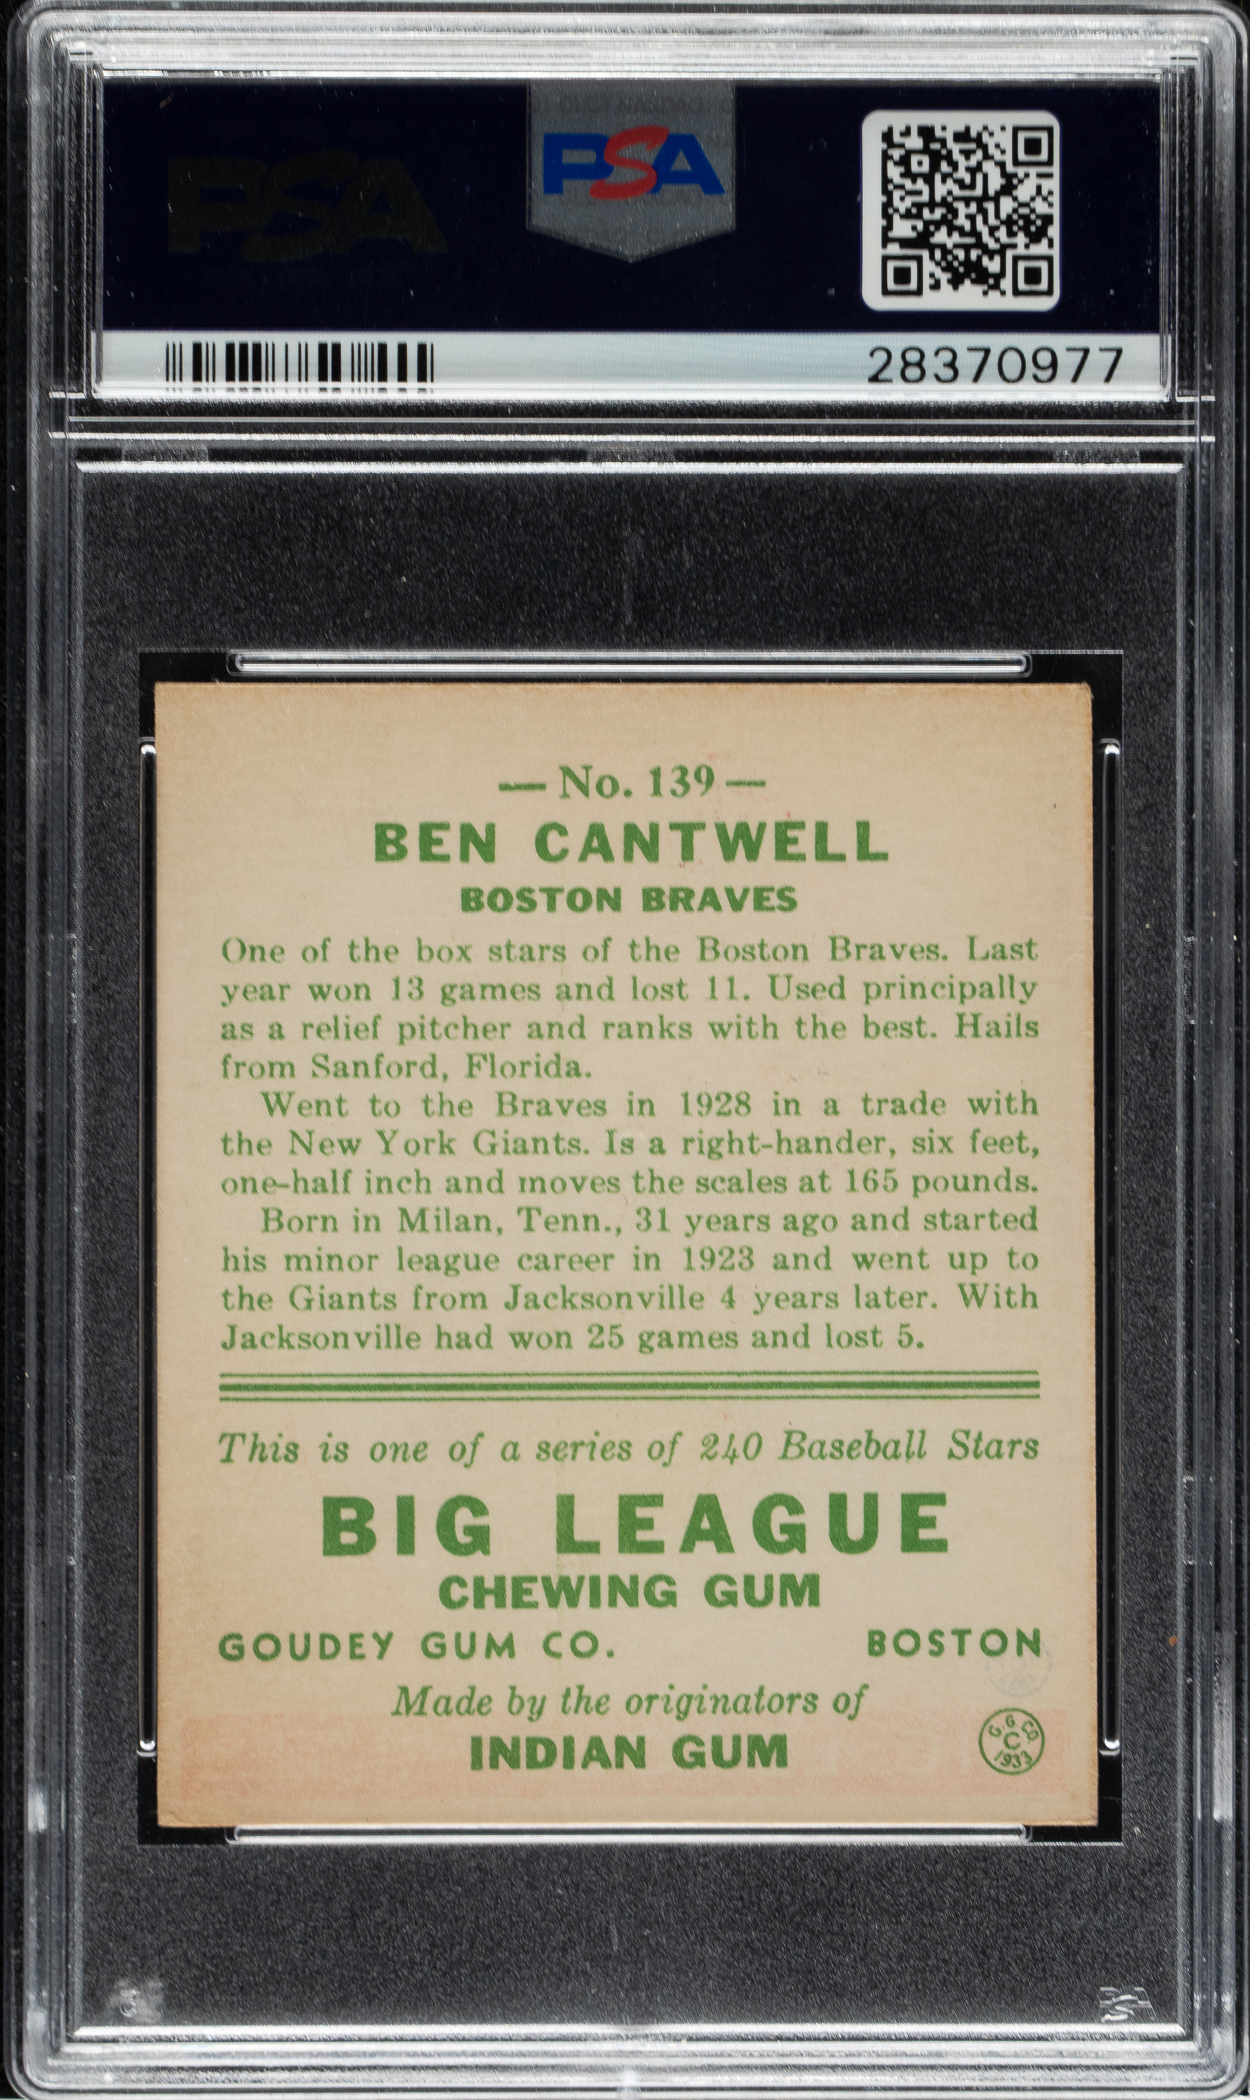 PSA
PSA
28370977
— No. 139 —
BEN CANTWELL
BOSTON BRAVES
One of the box stars of the Boston Braves. Last
year won 13 games and lost 11. Used principally
as a relief pitcher and ranks with the best. Hails
from Sanford, Florida.
Went to the Braves in 1928 in a trade with
the New York Giants. Is a right-hander, six feet,
one-half inch and moves the scales at 165 pounds.
Born in Milan, Tenn., 31 years ago and started
his minor league career in 1923 and went up to
the Giants from Jacksonville 4 years later. With
Jacksonville had won 25 games and lost 5.
This is one of a series of 240 Baseball Stars
BIG LEAGUE
CHEWING GUM
GOUDEY GUM CO. BOSTON
Made by the originators of
INDIAN GUM
G. G. CO.
C
1933